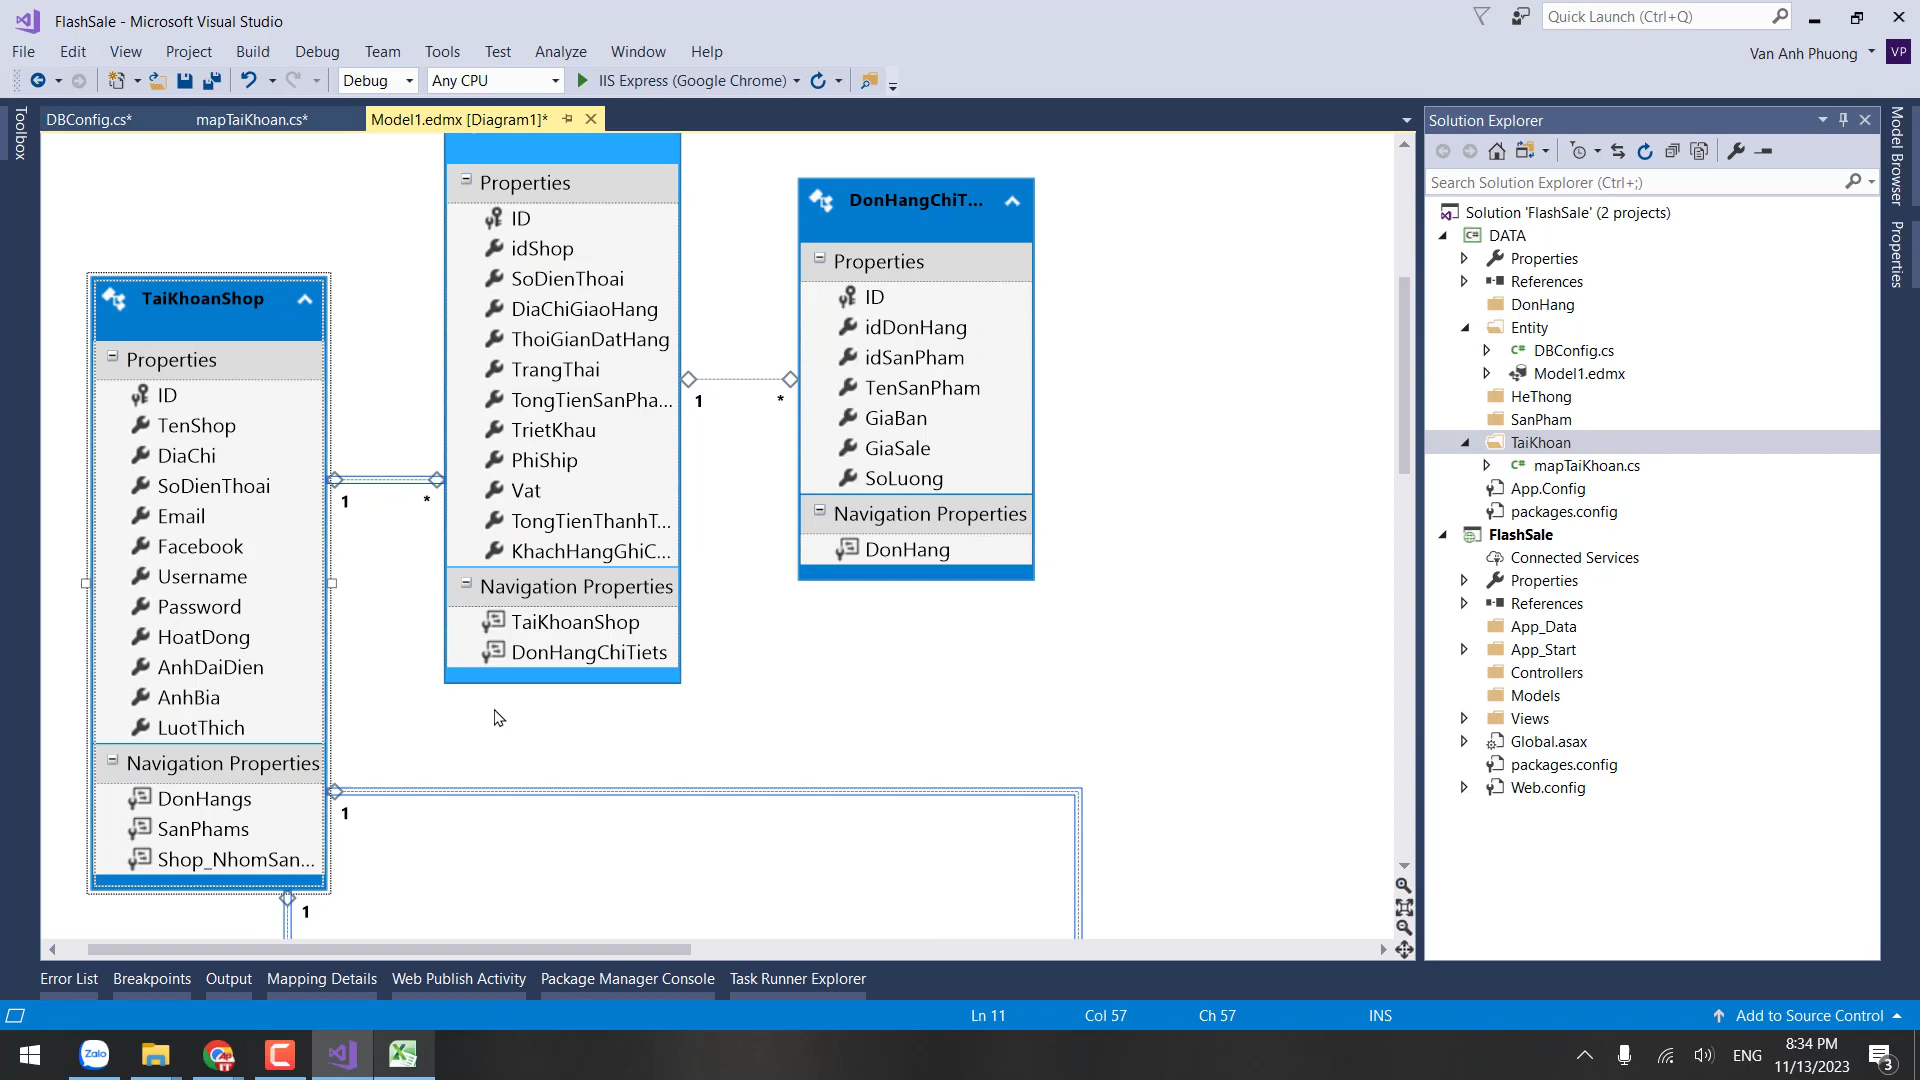 FlashSale - Microsoft Visual Studio
Quick Launch (Ctrl+Q)
File Edit View Project Build Debug Team Tools Test Analyze Window Help
Van Anh Phuong VP
Debug Any CPU IIS Express (Google Chrome)
Toolbox
DBConfig.cs* mapTaiKhoan.cs* Model1.edmx [Diagram1]*
TaiKhoanShop
Properties
ID
TenShop
DiaChi
SoDienThoai
Email
Facebook
Username
Password
HoatDong
AnhDaiDien
AnhBia
LuotThich
Navigation Properties
DonHangs
SanPhams
Shop_NhomSan...
1
1 *
1
Properties
ID
idShop
SoDienThoai
DiaChiGiaoHang
ThoiGianDatHang
TrangThai
TongTienSanPha...
TrietKhau
PhiShip
Vat
TongTienThanhT...
KhachHangGhiC...
Navigation Properties
TaiKhoanShop
DonHangChiTiets
1 *
DonHangChiT...
Properties
ID
idDonHang
idSanPham
TenSanPham
GiaBan
GiaSale
SoLuong
Navigation Properties
DonHang
Solution Explorer
Search Solution Explorer (Ctrl+;)
Solution 'FlashSale' (2 projects)
C# DATA
Properties
References
DonHang
Entity
C# DBConfig.cs
Model1.edmx
HeThong
SanPham
TaiKhoan
C# mapTaiKhoan.cs
App.Config
packages.config
FlashSale
Connected Services
Properties
References
App_Data
App_Start
Controllers
Models
Views
Global.asax
packages.config
Web.config
Model Browser
Properties
Error List Breakpoints Output Mapping Details Web Publish Activity Package Manager Console Task Runner Explorer
Ln 11 Col 57 Ch 57 INS Add to Source Control
Zalo
ENG
8:34 PM
11/13/2023
3